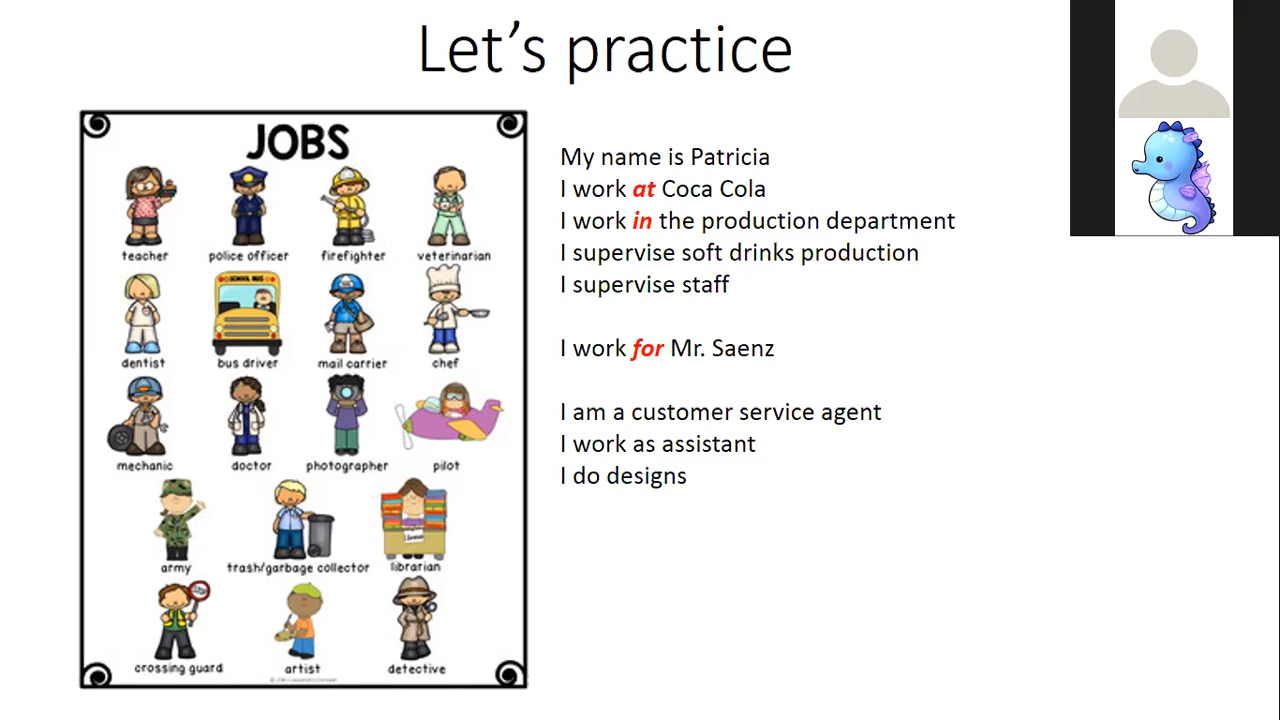 Let's practice
JOBS
teacher police officer firefighter veterinarian
SCHOOL BUS
dentist bus driver mail carrier chef
mechanic doctor photographer pilot
army trash/garbage collector librarian
crossing guard artist detective
My name is Patricia
I work at Coca Cola
I work in the production department
I supervise soft drinks production
I supervise staff
I work for Mr. Saenz
I am a customer service agent
I work as assistant
I do designs